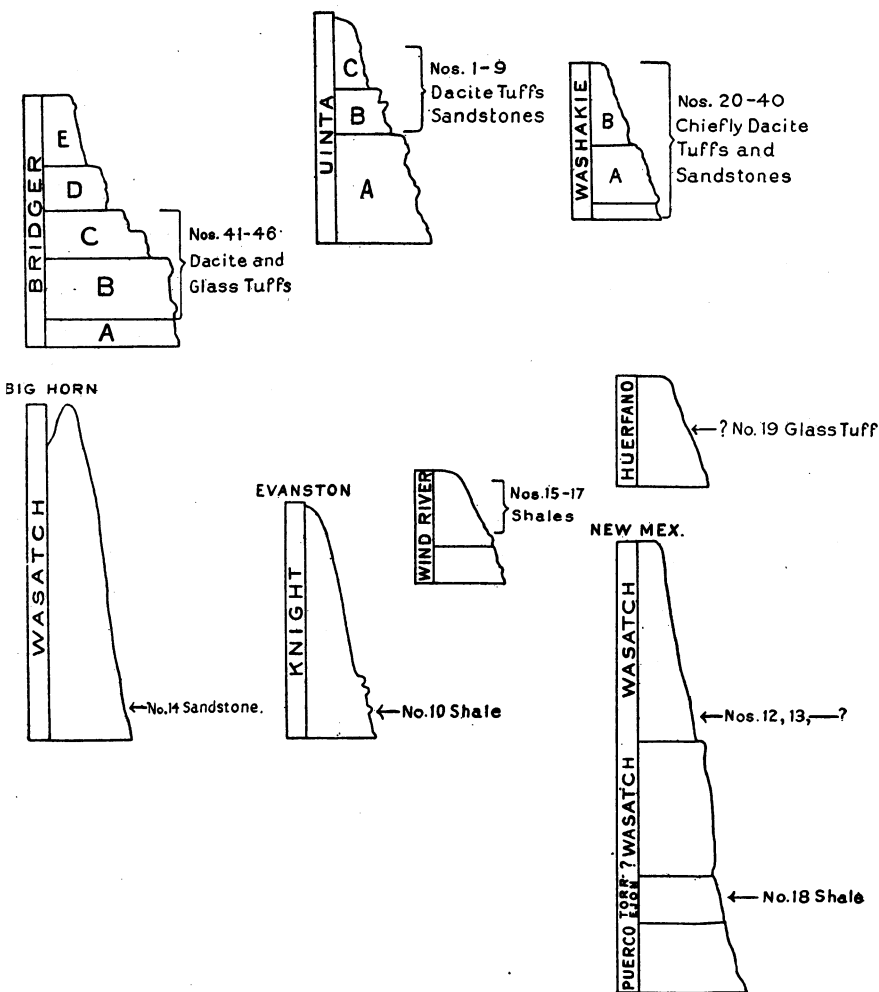 UINTA
C
B
A
Nos. 1-9
Dacite Tuffs
Sandstones
WASHAKIE
B
A
Nos. 20-40
Chiefly Dacite
Tuffs and
Sandstones
BRIDGER
E
D
C
B
A
Nos. 41-46
Dacite and
Glass Tuffs
BIG HORN
WASATCH
←No.14 Sandstone.
EVANSTON
KNIGHT
←No.10 Shale
WIND RIVER
Nos.15-17
Shales
HUERFANO
←? No. 19 Glass Tuff
NEW MEX.
WASATCH
←Nos. 12, 13,—?
? WASATCH
TORR-
EJON
←No.18 Shale
PUERCO